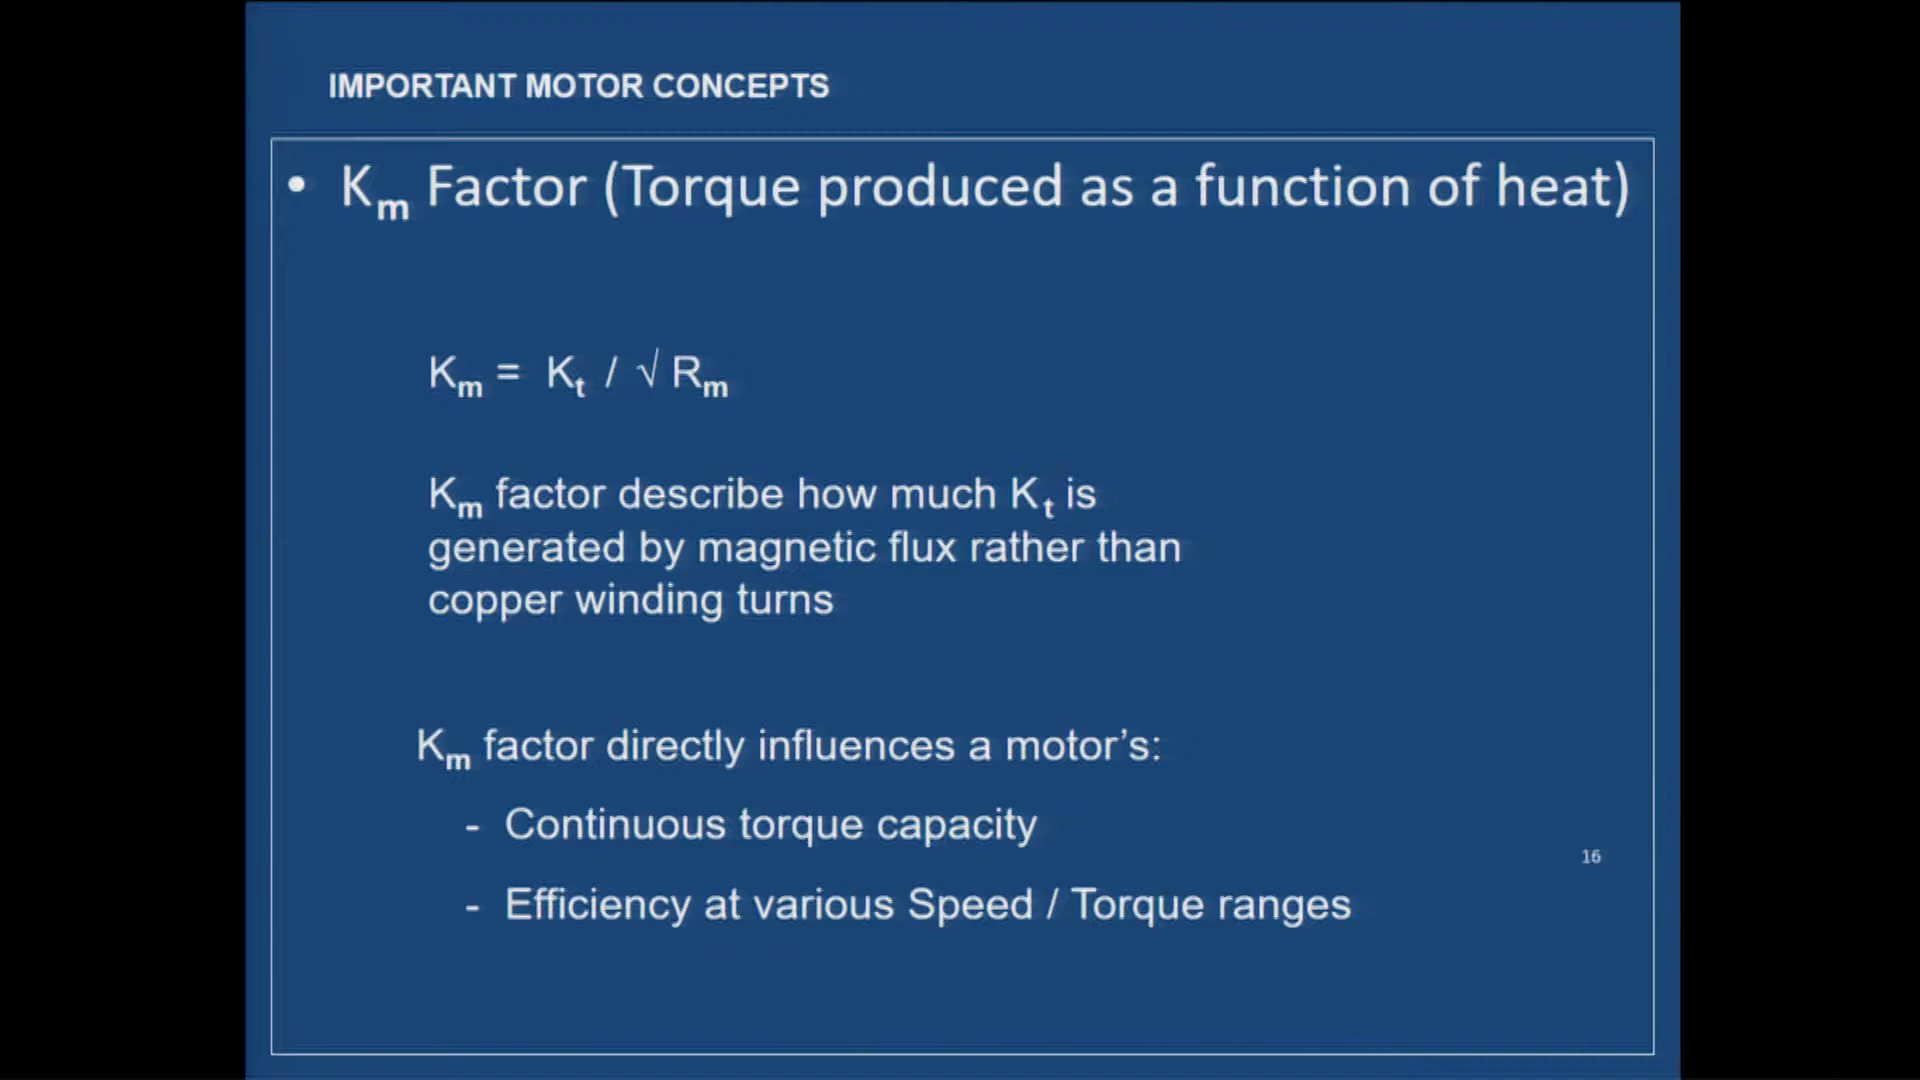 IMPORTANT MOTOR CONCEPTS
• Kₘ Factor (Torque produced as a function of heat)
Kₘ = Kₜ / √ Rₘ
Kₘ factor describe how much Kₜ is
generated by magnetic flux rather than
copper winding turns
Kₘ factor directly influences a motor’s:
- Continuous torque capacity
16
- Efficiency at various Speed / Torque ranges